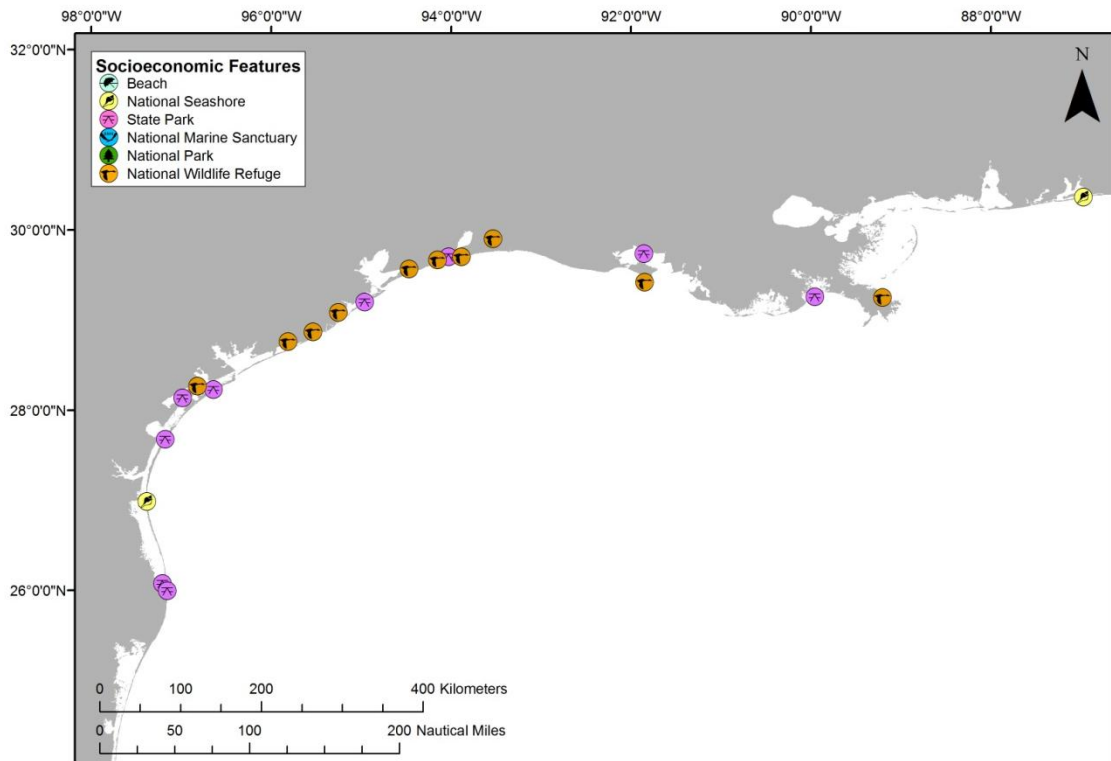 98°0'0"W 96°0'0"W 94°0'0"W 92°0'0"W 90°0'0"W 88°0'0"W
32°0'0"N
Socioeconomic Features
Beach
National Seashore
State Park
National Marine Sanctuary
National Park
National Wildlife Refuge
N
30°0'0"N
28°0'0"N
26°0'0"N
0 100 200 400 Kilometers
0 50 100 200 Nautical Miles